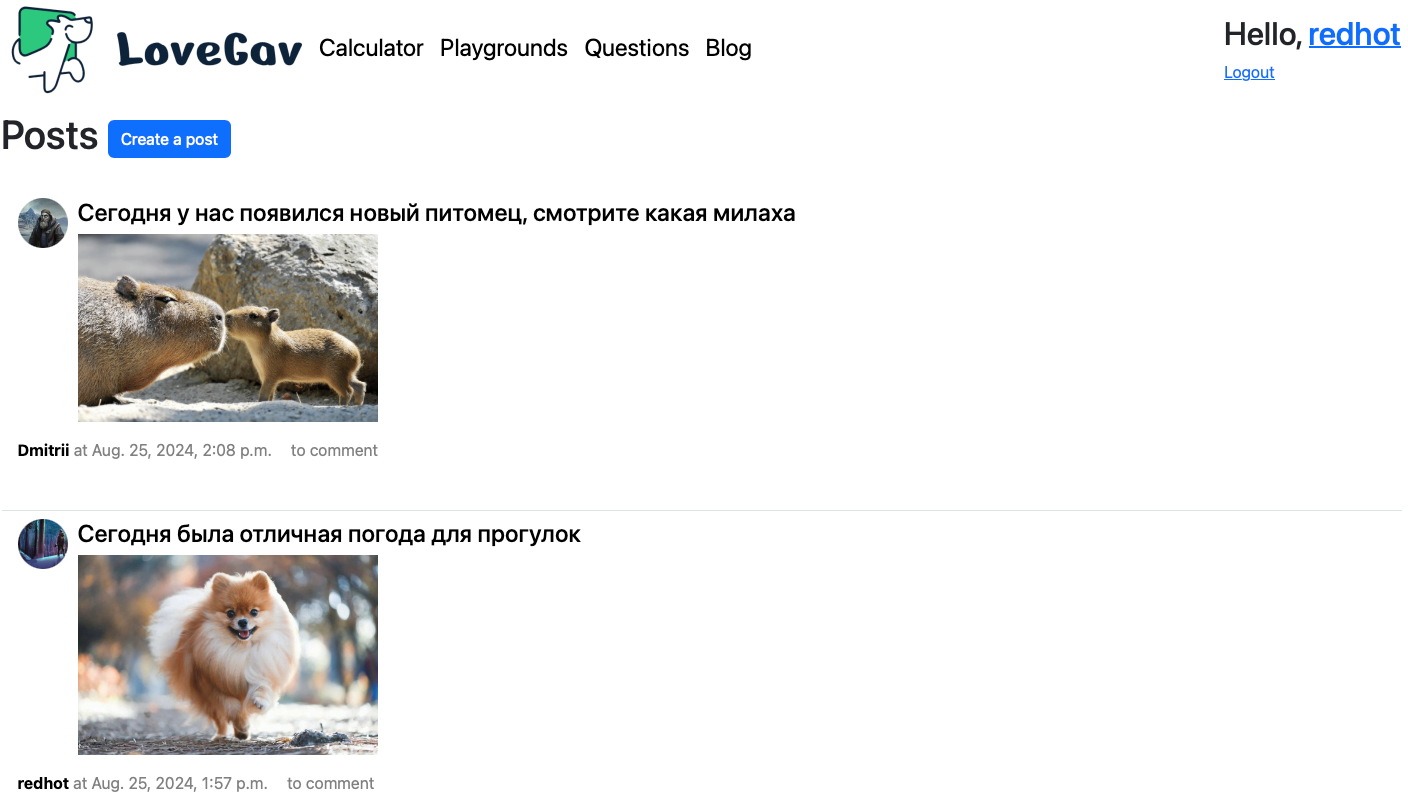 LoveGav Calculator Playgrounds Questions Blog
Hello, redhot
Logout
Posts Create a post
Сегодня у нас появился новый питомец, смотрите какая милаха
Dmitrii at Aug. 25, 2024, 2:08 p.m. to comment
Сегодня была отличная погода для прогулок
redhot at Aug. 25, 2024, 1:57 p.m. to comment